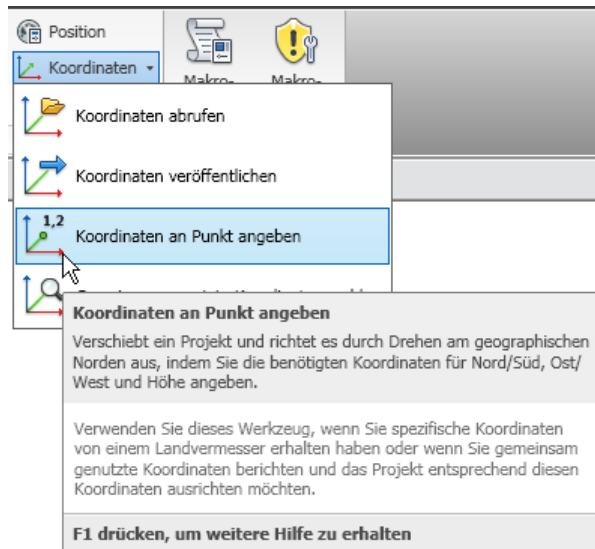 Position
Koordinaten
Makro-
Makro-
Koordinaten abrufen
Koordinaten veröffentlichen
1,2
Koordinaten an Punkt angeben
Koordinaten an Punkt angeben
Verschiebt ein Projekt und richtet es durch Drehen am geographischen
Norden aus, indem Sie die benötigten Koordinaten für Nord/Süd, Ost/
West und Höhe angeben.
Verwenden Sie dieses Werkzeug, wenn Sie spezifische Koordinaten
von einem Landvermesser erhalten haben oder wenn Sie gemeinsam
genutzte Koordinaten berichten und das Projekt entsprechend diesen
Koordinaten ausrichten möchten.
F1 drücken, um weitere Hilfe zu erhalten